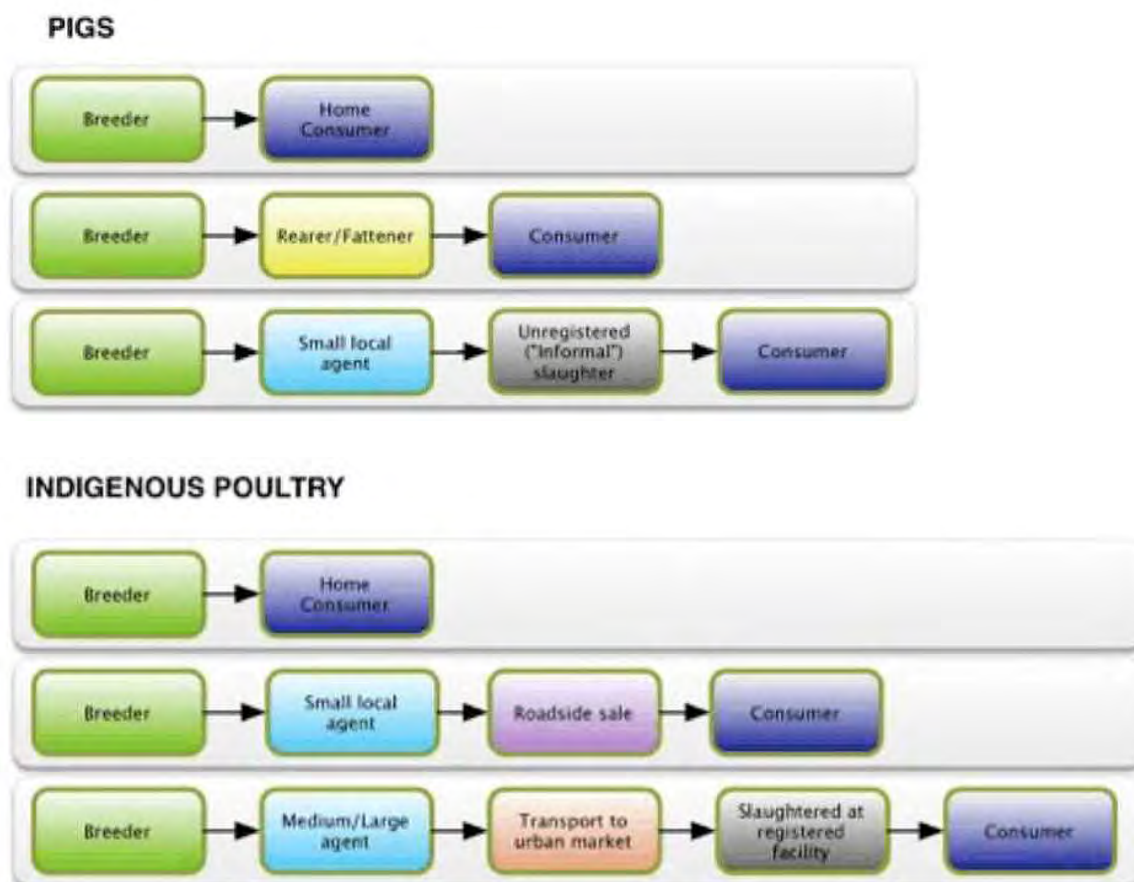 PIGS
Breeder
Home
Consumer
Breeder
Rearer/Fattener
Consumer
Breeder
Small local
agent
Unregistered
("Informal")
slaughter
Consumer
INDIGENOUS POULTRY
Breeder
Home
Consumer
Breeder
Small local
agent
Roadside sale
Consumer
Breeder
Medium/Large
agent
Transport to
urban market
Slaughtered at
registered
facility
Consumer